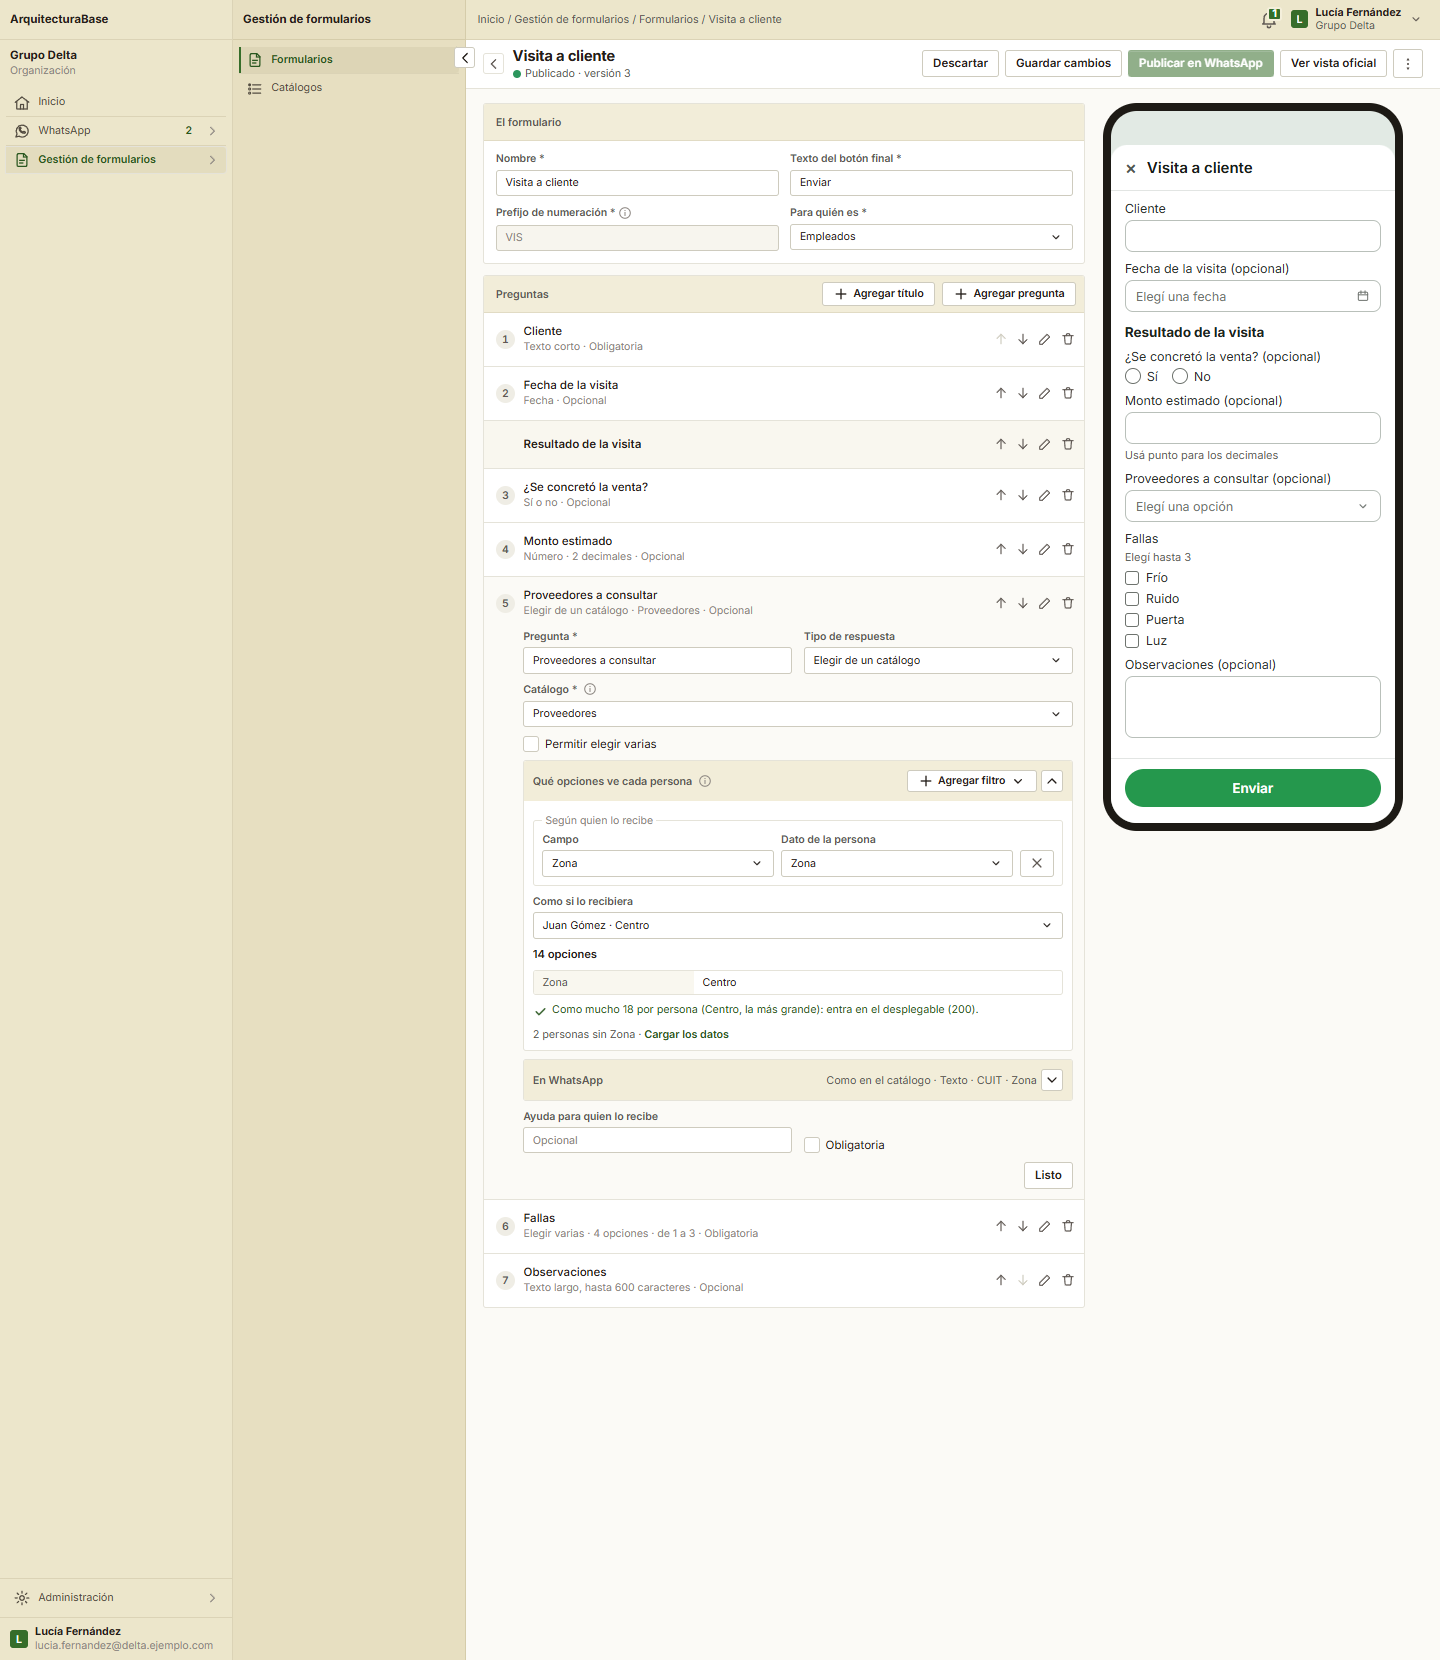 ArquitecturaBase
Grupo Delta
Organización
Inicio
WhatsApp 2
Gestión de formularios
Administración
L Lucía Fernández
lucia.fernandez@delta.ejemplo.com
Gestión de formularios
Formularios
Catálogos
Inicio / Gestión de formularios / Formularios / Visita a cliente
1
L Lucía Fernández
Grupo Delta
Visita a cliente
Publicado · versión 3
Descartar
Guardar cambios
Publicar en WhatsApp
Ver vista oficial
El formulario
Nombre * Texto del botón final *
Visita a cliente Enviar
Prefijo de numeración * Para quién es *
VIS Empleados
Preguntas Agregar título Agregar pregunta
1 Cliente
Texto corto · Obligatoria
2 Fecha de la visita
Fecha · Opcional
Resultado de la visita
3 ¿Se concretó la venta?
Sí o no · Opcional
4 Monto estimado
Número · 2 decimales · Opcional
5 Proveedores a consultar
Elegir de un catálogo · Proveedores · Opcional
Pregunta * Tipo de respuesta
Proveedores a consultar Elegir de un catálogo
Catálogo *
Proveedores
Permitir elegir varias
Qué opciones ve cada persona Agregar filtro
Según quien lo recibe
Campo Dato de la persona
Zona Zona
Como si lo recibiera
Juan Gómez · Centro
14 opciones
Zona Centro
Como mucho 18 por persona (Centro, la más grande): entra en el desplegable (200).
2 personas sin Zona · Cargar los datos
En WhatsApp Como en el catálogo · Texto · CUIT · Zona
Ayuda para quien lo recibe
Opcional Obligatoria
Listo
6 Fallas
Elegir varias · 4 opciones · de 1 a 3 · Obligatoria
7 Observaciones
Texto largo, hasta 600 caracteres · Opcional
Visita a cliente
Cliente
Fecha de la visita (opcional)
Elegí una fecha
Resultado de la visita
¿Se concretó la venta? (opcional)
Sí No
Monto estimado (opcional)
Usá punto para los decimales
Proveedores a consultar (opcional)
Elegí una opción
Fallas
Elegí hasta 3
Frío
Ruido
Puerta
Luz
Observaciones (opcional)
Enviar